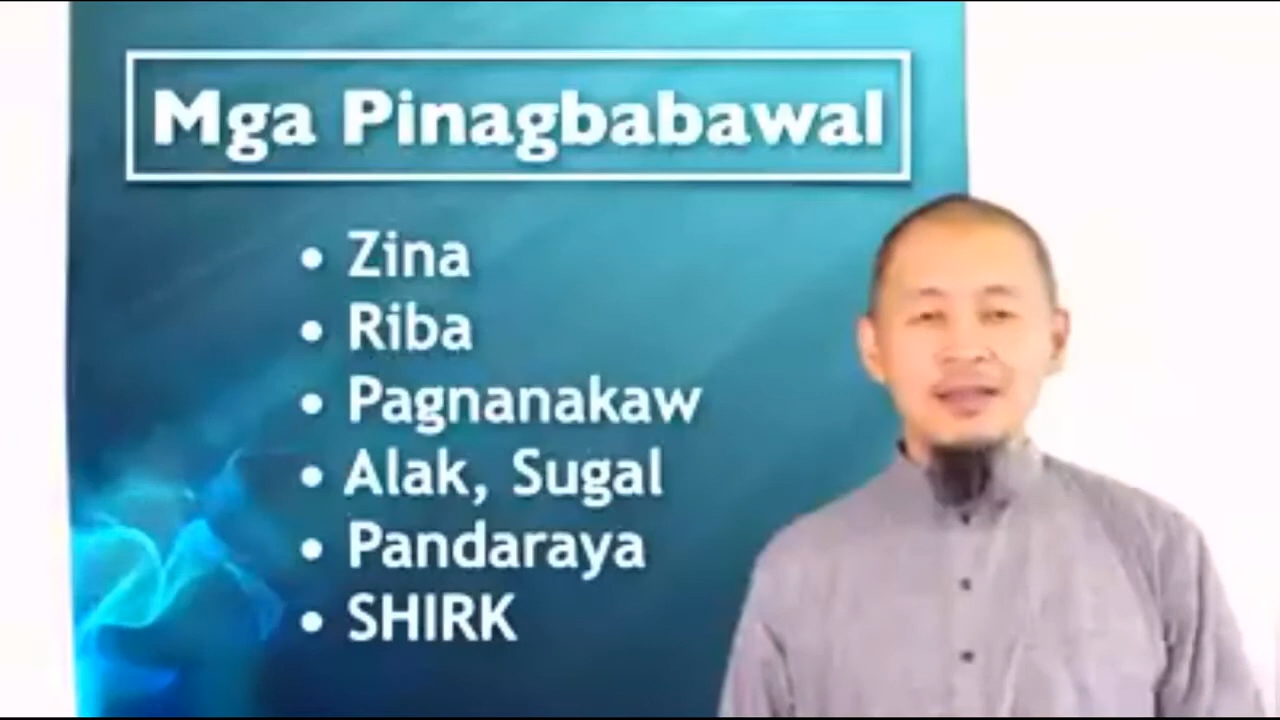 Mga Pinagbabawal
• Zina
• Riba
• Pagnanakaw
• Alak, Sugal
• Pandaraya
• SHIRK